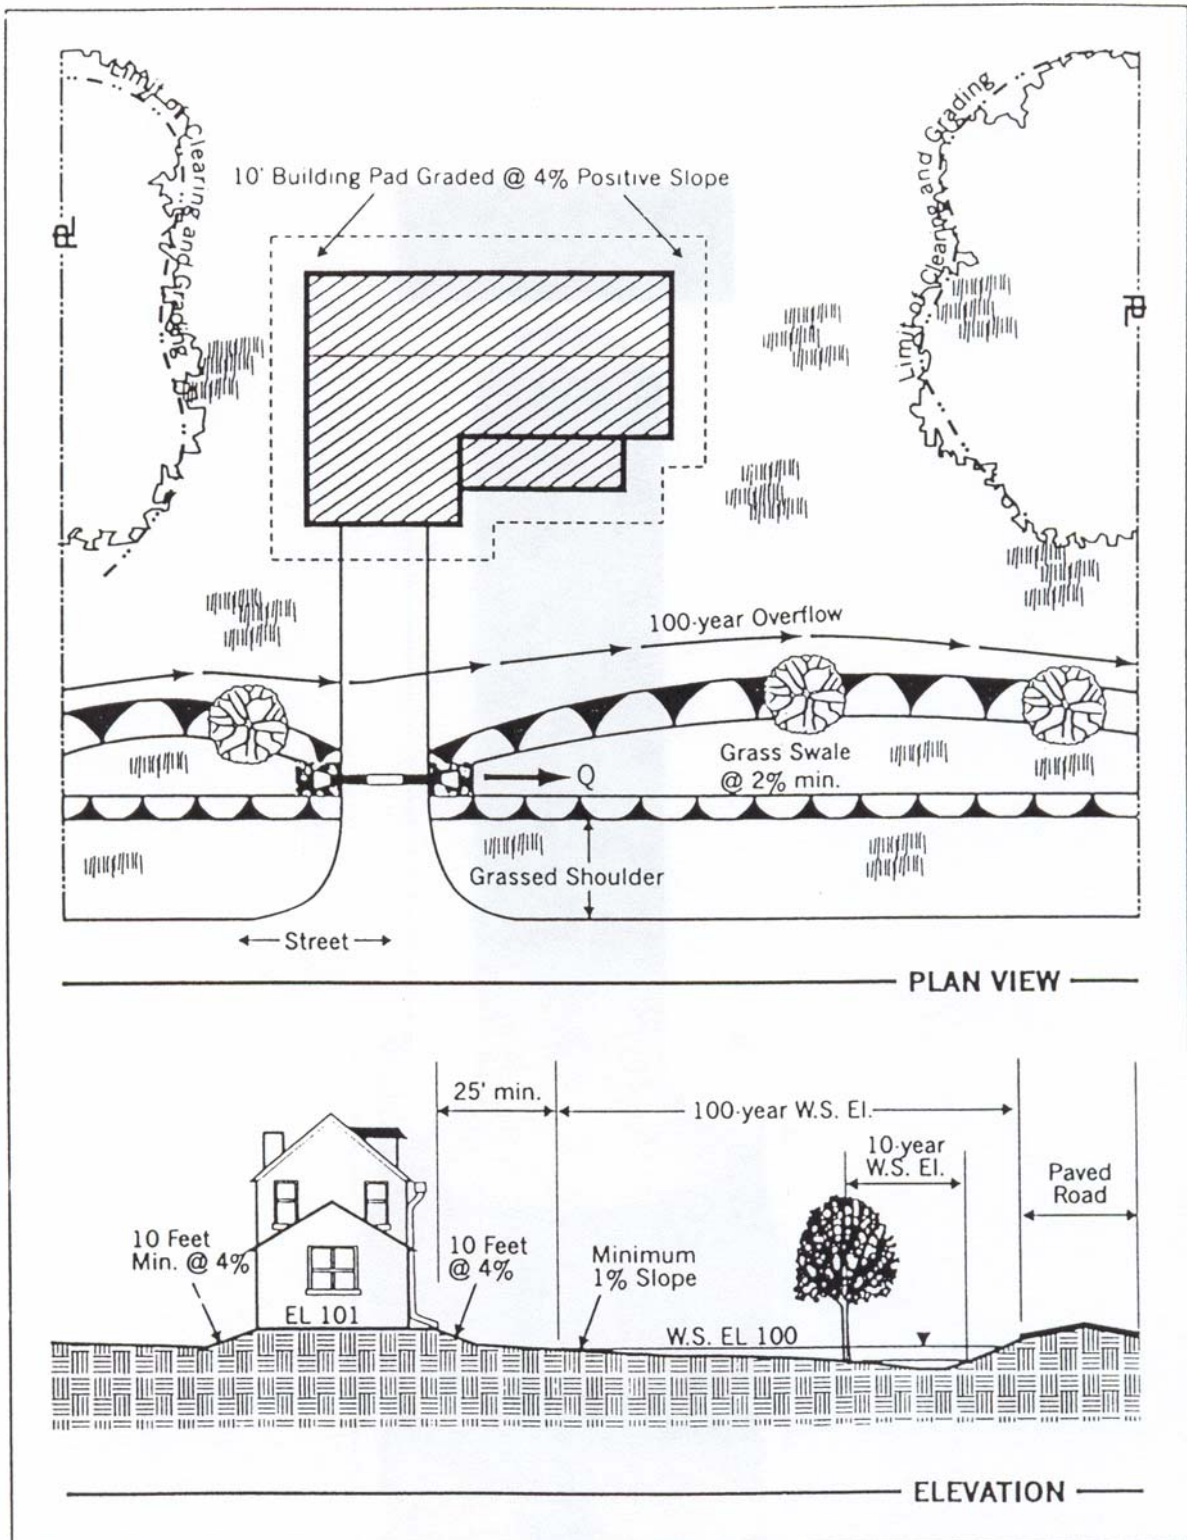 Limit of Clearing and Grading
Limit of Clearing and Grading
10' Building Pad Graded @ 4% Positive Slope
PL
PL
100-year Overflow
Grass Swale
@ 2% min.
Q
Grassed Shoulder
Street
PLAN VIEW
25' min.
100-year W.S. El.
10-year
W.S. El.
Paved
Road
10 Feet
Min. @ 4%
10 Feet
@ 4%
Minimum
1% Slope
EL 101
W.S. EL 100
ELEVATION